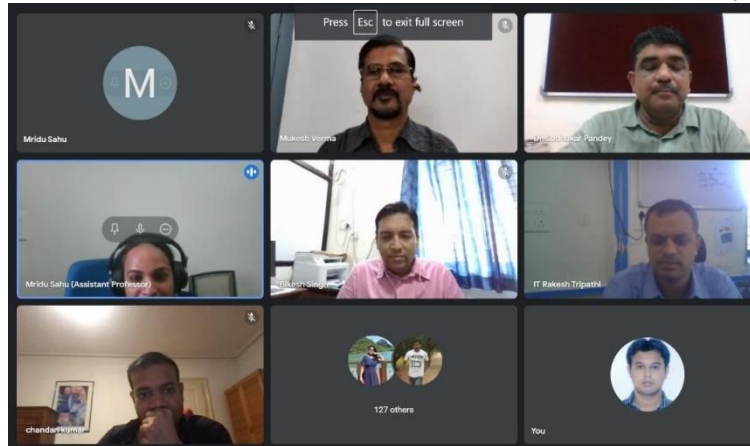 Press Esc to exit full screen
M
Mridu Sahu
Mukesh Verma
Pandey
Mridu Sahu (Assistant Professor)
Bikesh Singh
IT Rakesh Tripathi
chandan kumar
127 others
You